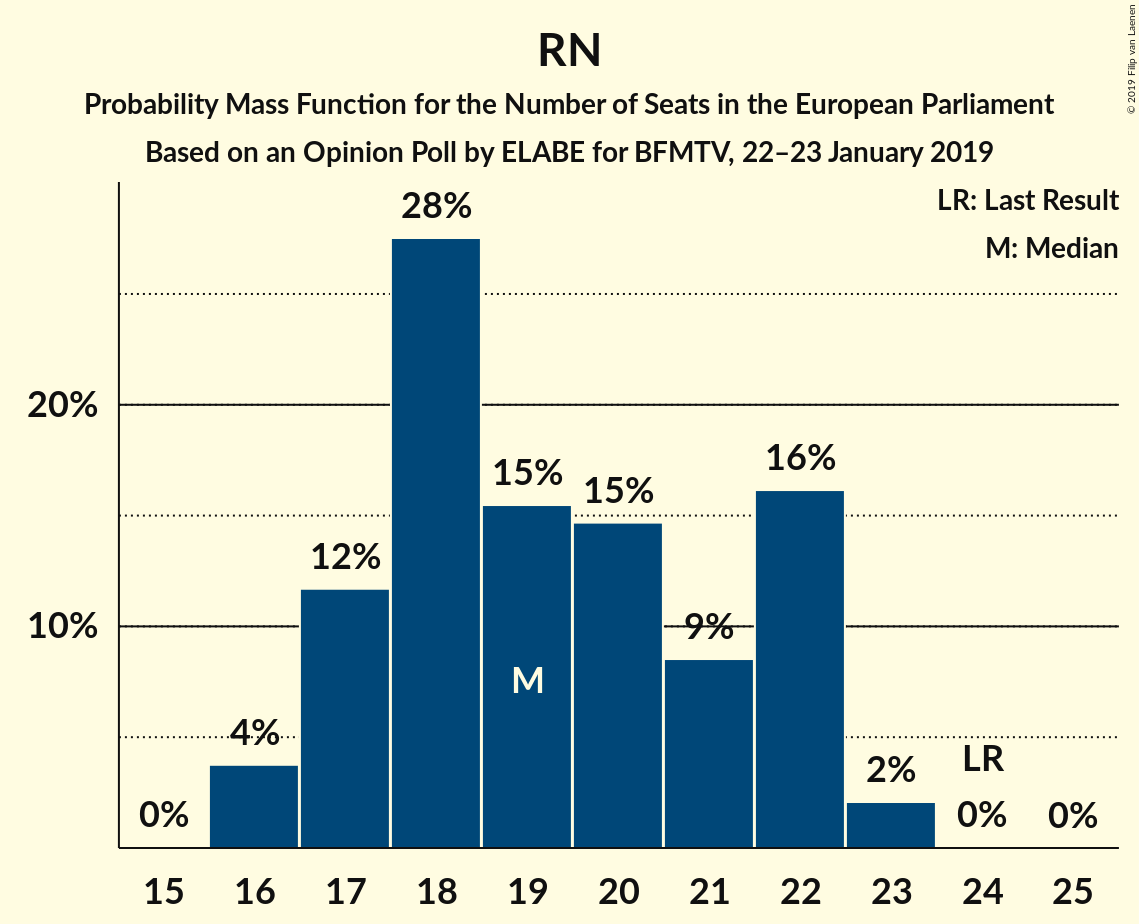 RN
Probability Mass Function for the Number of Seats in the European Parliament
Based on an Opinion Poll by ELABE for BFMTV, 22–23 January 2019
© 2019 Filip van Laenen
LR: Last Result
M: Median
28%
20%
16%
15%
15%
12%
10%
9%
M
4%
LR
2%
0%
0%
0%
15 16 17 18 19 20 21 22 23 24 25